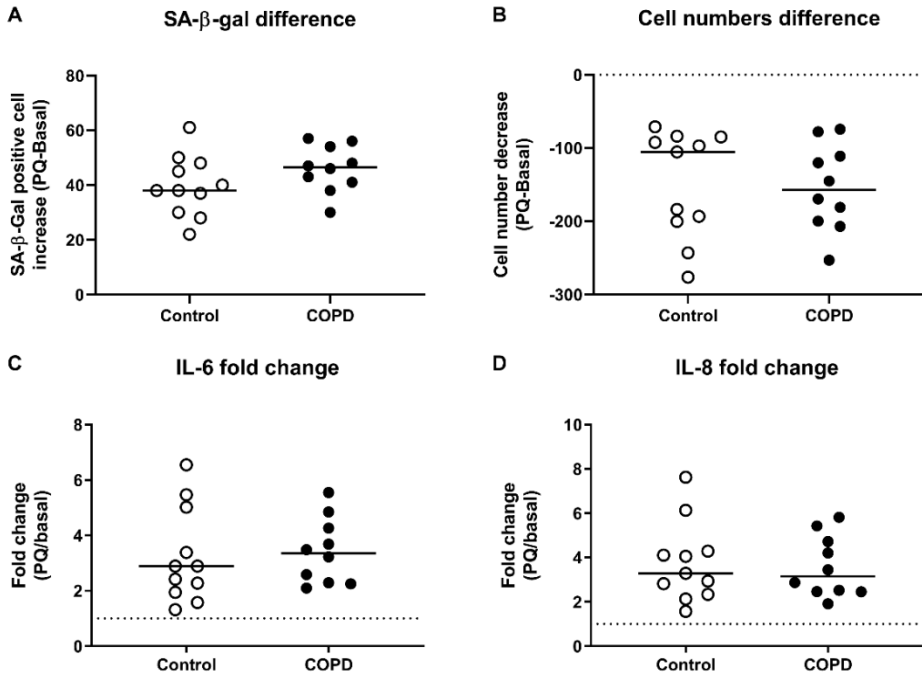 A
SA-β-gal difference
SA-β-Gal positive cell
increase (PQ-Basal)
80
60
40
20
0
Control
COPD
B
Cell numbers difference
Cell number decrease
(PQ-Basal)
0
-100
-200
-300
Control
COPD
C
IL-6 fold change
Fold change
(PQ/basal)
8
6
4
2
0
Control
COPD
D
IL-8 fold change
Fold change
(PQ/basal)
10
8
6
4
2
0
Control
COPD